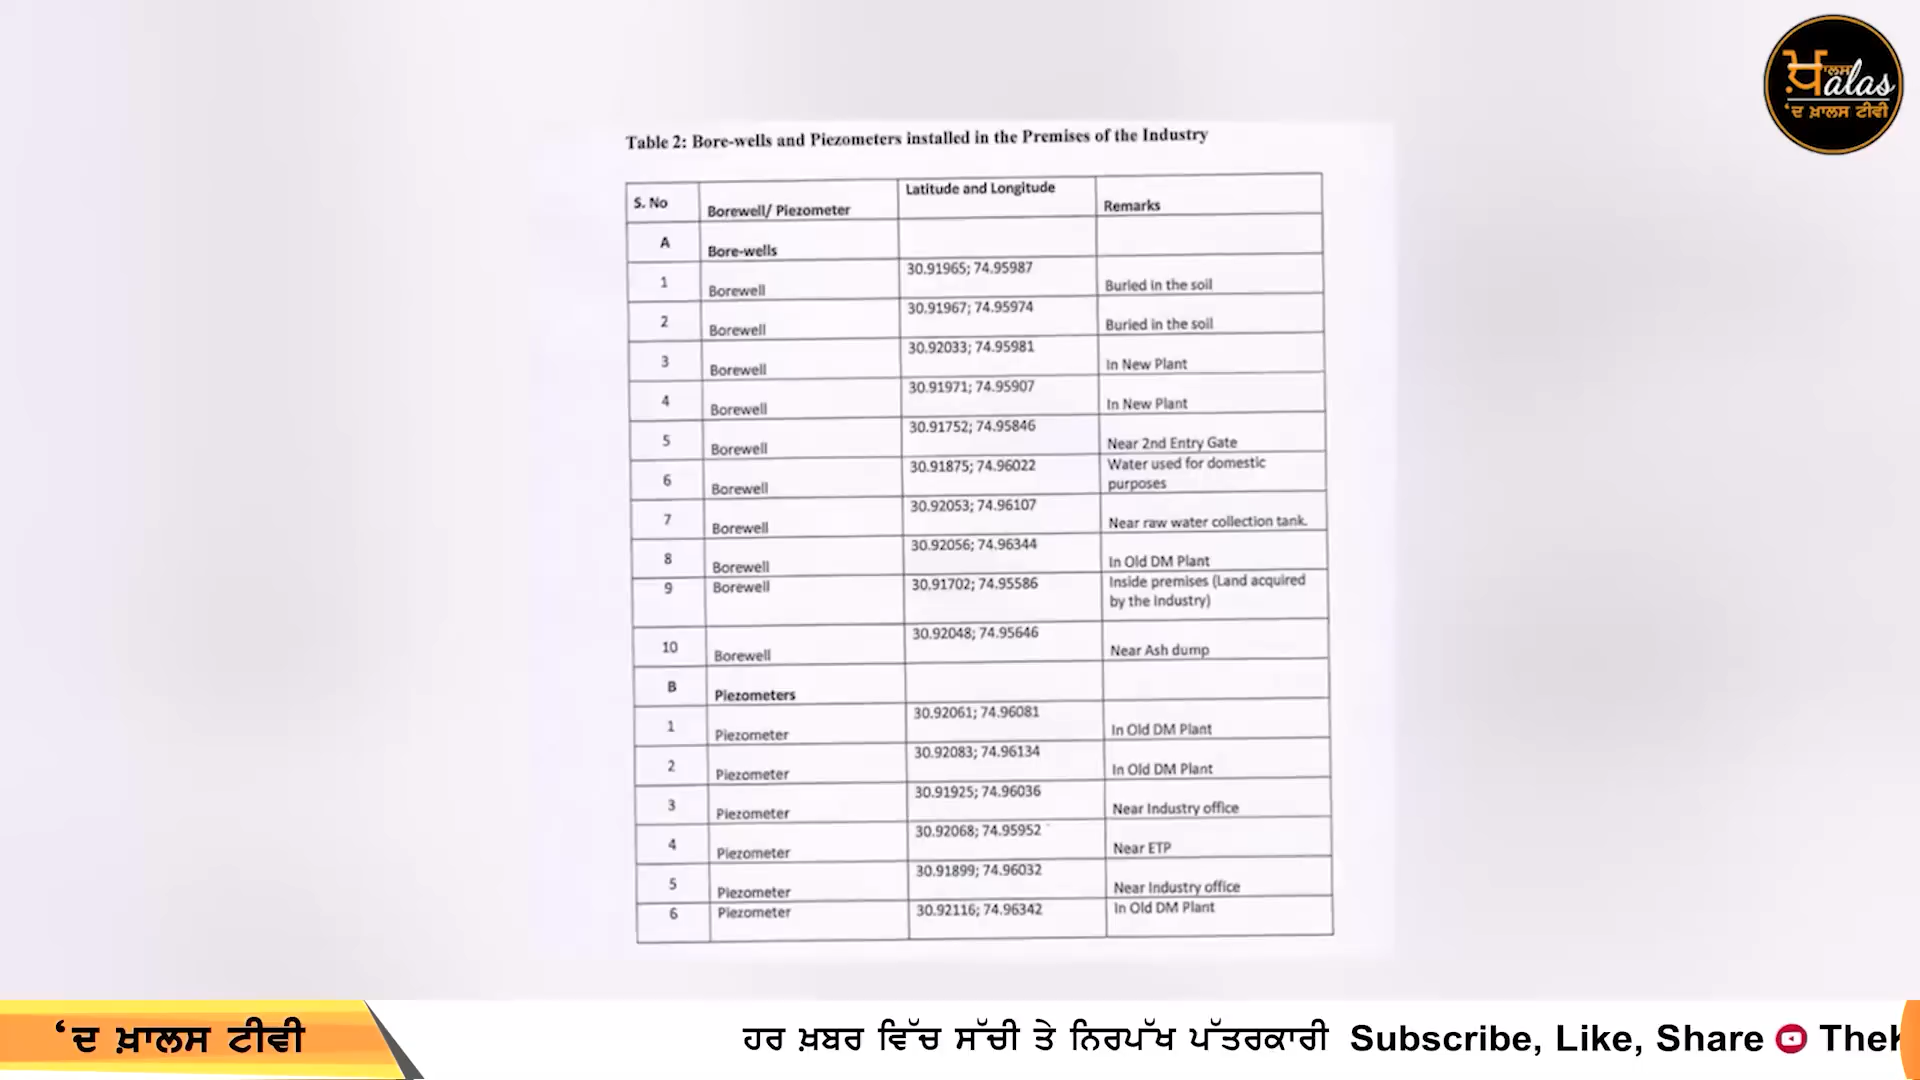 ਖ਼ਾਲਸ
alas
'ਦ ਖ਼ਾਲਸ ਟੀਵੀ
Table 2: Bore-wells and Piezometers installed in the Premises of the Industry
S. No Borewell/ Piezometer Latitude and Longitude Remarks
A Bore-wells
1 Borewell 30.91965; 74.95987 Buried in the soil
2 Borewell 30.91967; 74.95974 Buried in the soil
3 Borewell 30.92033; 74.95981 In New Plant
4 Borewell 30.91971; 74.95907 In New Plant
5 Borewell 30.91752; 74.95846 Near 2nd Entry Gate
6 Borewell 30.91875; 74.96022 Water used for domestic
purposes
7 Borewell 30.92053; 74.96107 Near raw water collection tank.
8 Borewell 30.92056; 74.96344 In Old DM Plant
9 Borewell 30.91702; 74.95586 Inside premises (Land acquired
by the Industry)
10 Borewell 30.92048; 74.95646 Near Ash dump
B Piezometers
1 Piezometer 30.92061; 74.96081 In Old DM Plant
2 Piezometer 30.92083; 74.96134 In Old DM Plant
3 Piezometer 30.91925; 74.96036 Near Industry office
4 Piezometer 30.92068; 74.95952 Near ETP
5 Piezometer 30.91899; 74.96032 Near Industry office
6 Piezometer 30.92116; 74.96342 In Old DM Plant
'ਦ ਖ਼ਾਲਸ ਟੀਵੀ
ਹਰ ਖ਼ਬਰ ਵਿੱਚ ਸੱਚੀ ਤੇ ਨਿਰਪੱਖ ਪੱਤਰਕਾਰੀ Subscribe, Like, Share TheK